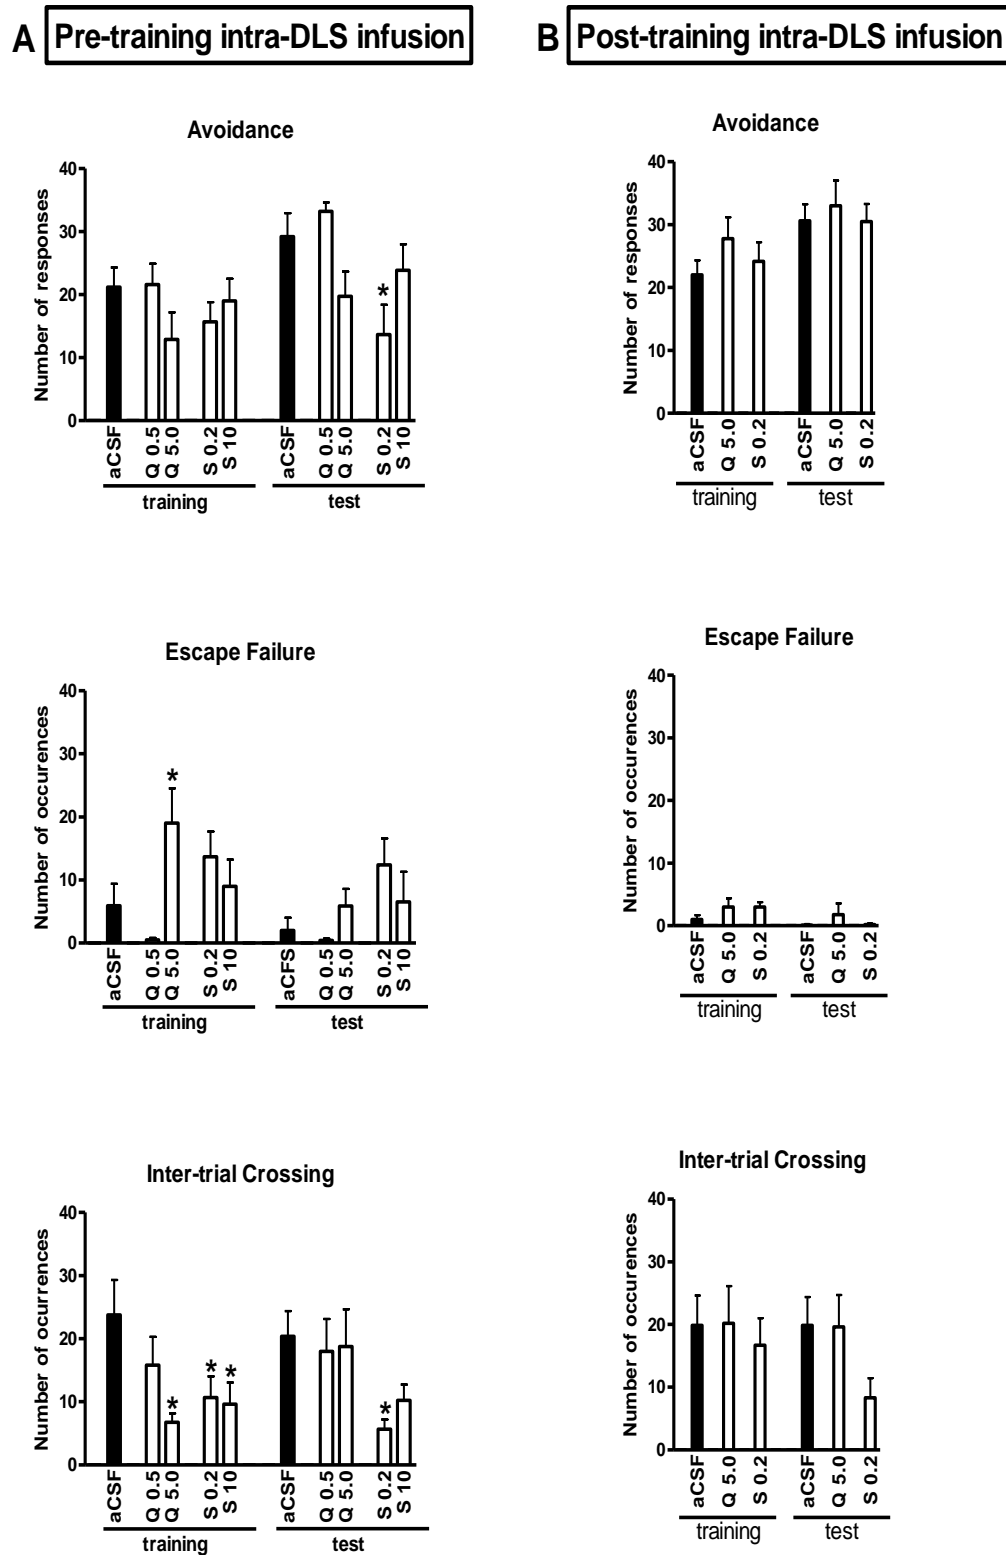 A Pre-training intra-DLS infusion
B Post-training intra-DLS infusion
Avoidance
Number of responses
40
30
20
10
0
aCSF
Q 0.5
Q 5.0
S 0.2
S 10
aCSF
Q 0.5
Q 5.0
*
S 0.2
S 10
training
test
Avoidance
Number of responses
40
30
20
10
0
aCSF
Q 5.0
S 0.2
aCSF
Q 5.0
S 0.2
training
test
Escape Failure
Number of occurences
40
30
20
10
0
aCSF
Q 0.5
*
Q 5.0
S 0.2
S 10
aCFS
Q 0.5
Q 5.0
S 0.2
S 10
training
test
Escape Failure
Number of occurences
40
30
20
10
0
aCSF
Q 5.0
S 0.2
aCSF
Q 5.0
S 0.2
training
test
Inter-trial Crossing
Number of ocurrences
40
30
20
10
0
aCSF
Q 0.5
*
Q 5.0
*
S 0.2
*
S 10
aCSF
Q 0.5
Q 5.0
*
S 0.2
S 10
training
test
Inter-trial Crossing
Number of occurences
40
30
20
10
0
aCSF
Q 5.0
S 0.2
aCSF
Q 5.0
S 0.2
training
test